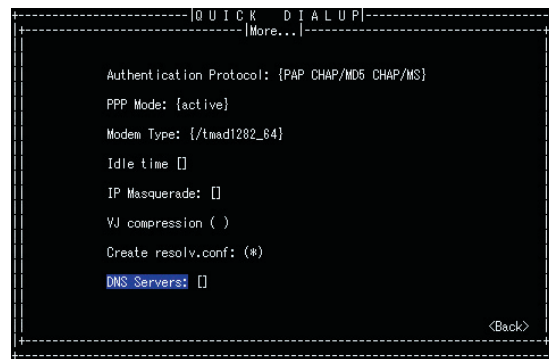 QUICK DIALUP
More...
Authentication Protocol: {PAP CHAP/MD5 CHAP/MS}
PPP Mode: {active}
Modem Type: {/tmad1282_64}
Idle time []
IP Masquerade: []
VJ compression ( )
Create resolv.conf: (*)
DNS Servers: []
<Back>